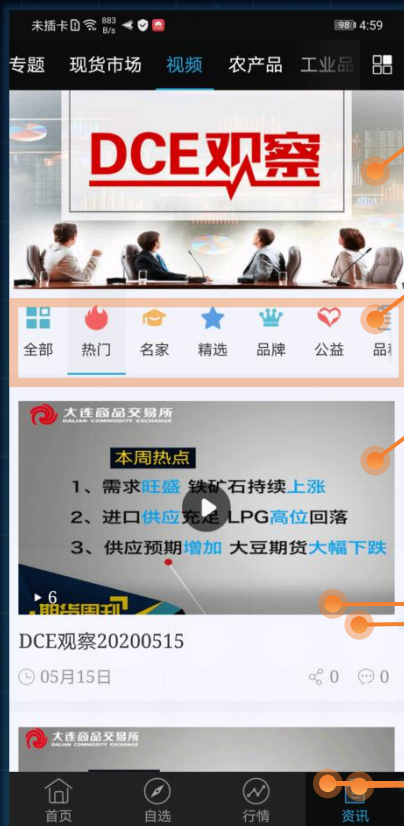 未插卡 883 B/s 98 4:59
专题 现货市场 视频 农产品 工业品
DCE观察
全部 热门 名家 精选 品牌 公益 品
大连商品交易所
DALIAN COMMODITY EXCHANGE
本周热点
1、需求旺盛 铁矿石持续上涨
2、进口供应充足 LPG高位回落
3、供应预期增加 大豆期货大幅下跌
6
期货周刊
DCE观察20200515
05月15日 0 0
大连商品交易所
DALIAN COMMODITY EXCHANGE
首页 自选 行情 资讯